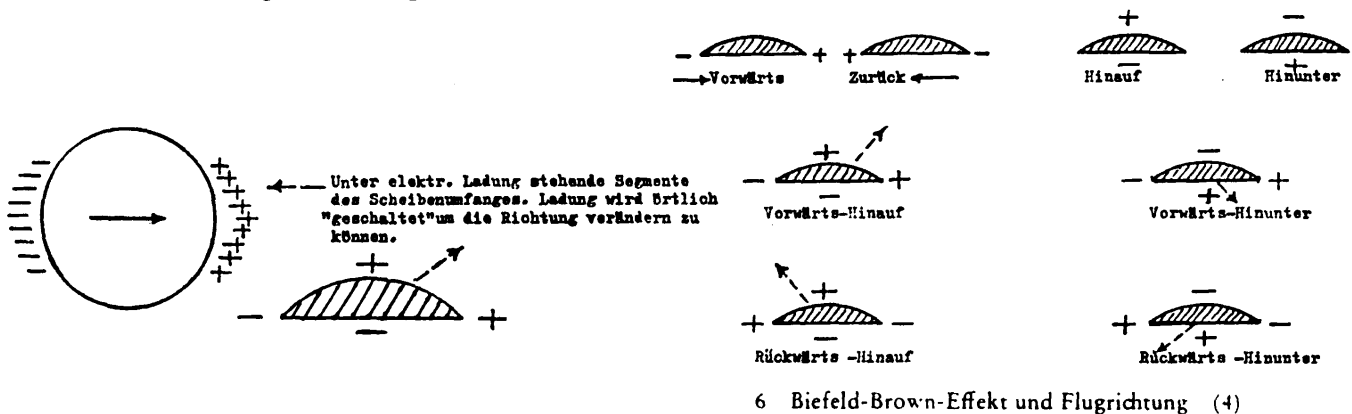 - + + -
→Vorwärts Zurück ←
+ -
- +
Hinauf Hinunter
Unter elektr. Ladung stehende Segmente
des Scheibenumfanges. Ladung wird örtlich
"geschaltet"um die Richtung verändern zu
können.
+
- +
-
+
- +
-
Vorwärts-Hinauf
-
- +
+
Vorwärts-Hinunter
+
+ -
-
Rückwärts -Hinauf
-
+ -
+
Rückwärts -Hinunter
6 Biefeld-Brown-Effekt und Flugrichtung (4)